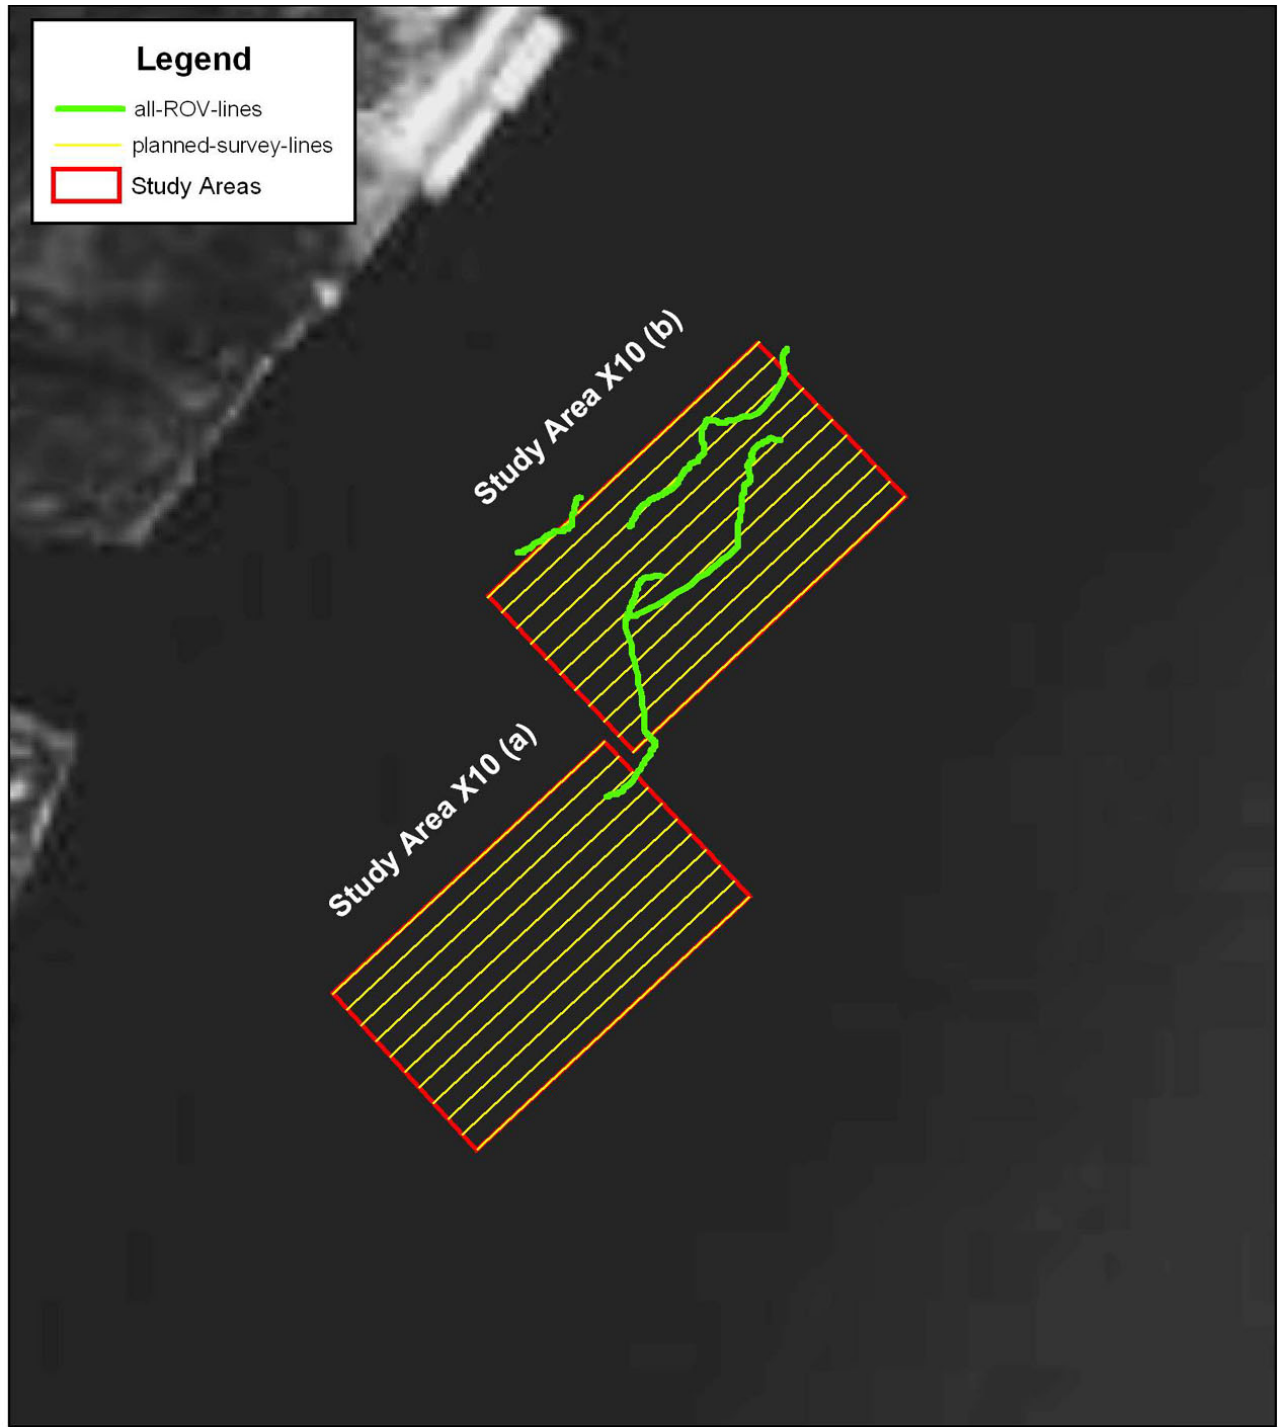 Legend
all-ROV-lines
planned-survey-lines
Study Areas
Study Area X10 (b)
Study Area X10 (a)